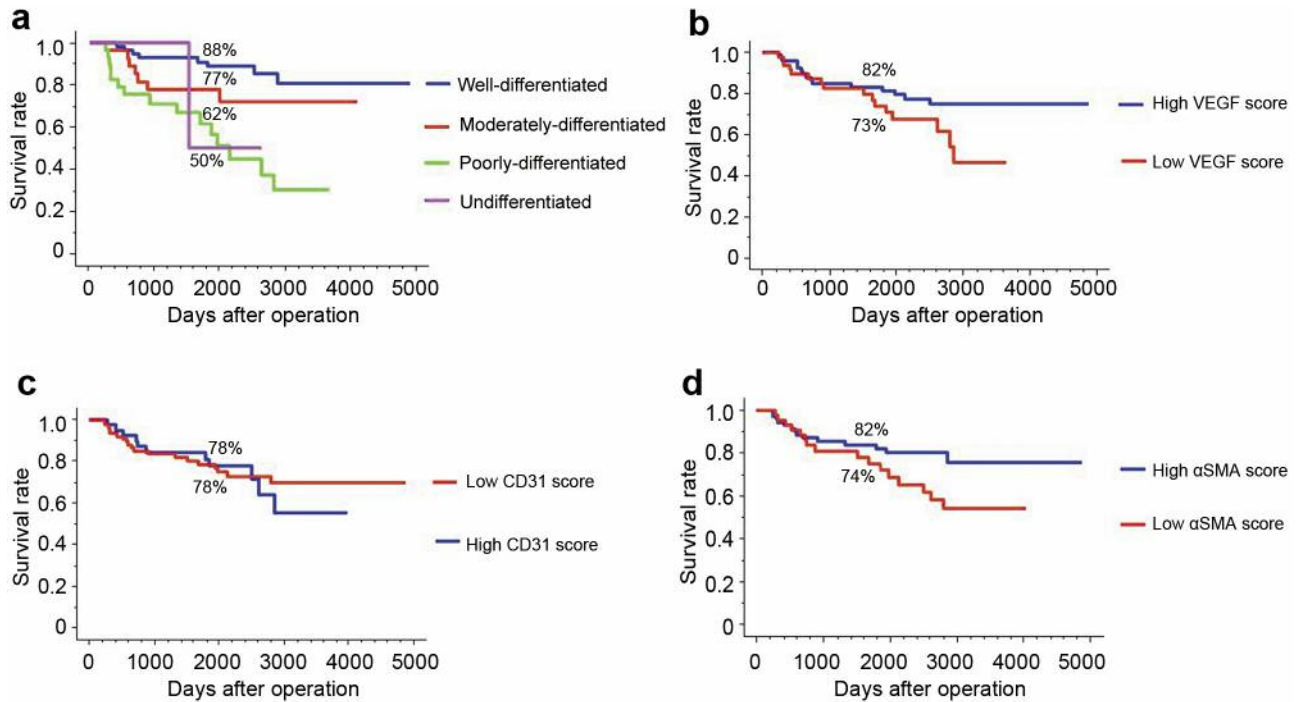 a
Survival rate
1.0
0.8
0.6
0.4
0.2
0
88%
77%
62%
50%
0 1000 2000 3000 4000 5000
Days after operation
Well-differentiated
Moderately-differentiated
Poorly-differentiated
Undifferentiated
b
Survival rate
1.0
0.8
0.6
0.4
0.2
0
82%
73%
0 1000 2000 3000 4000 5000
Days after operation
High VEGF score
Low VEGF score
c
Survival rate
1.0
0.8
0.6
0.4
0.2
0
78%
78%
0 1000 2000 3000 4000 5000
Days after operation
Low CD31 score
High CD31 score
d
Survival rate
1.0
0.8
0.6
0.4
0.2
0
82%
74%
0 1000 2000 3000 4000 5000
Days after operation
High αSMA score
Low αSMA score